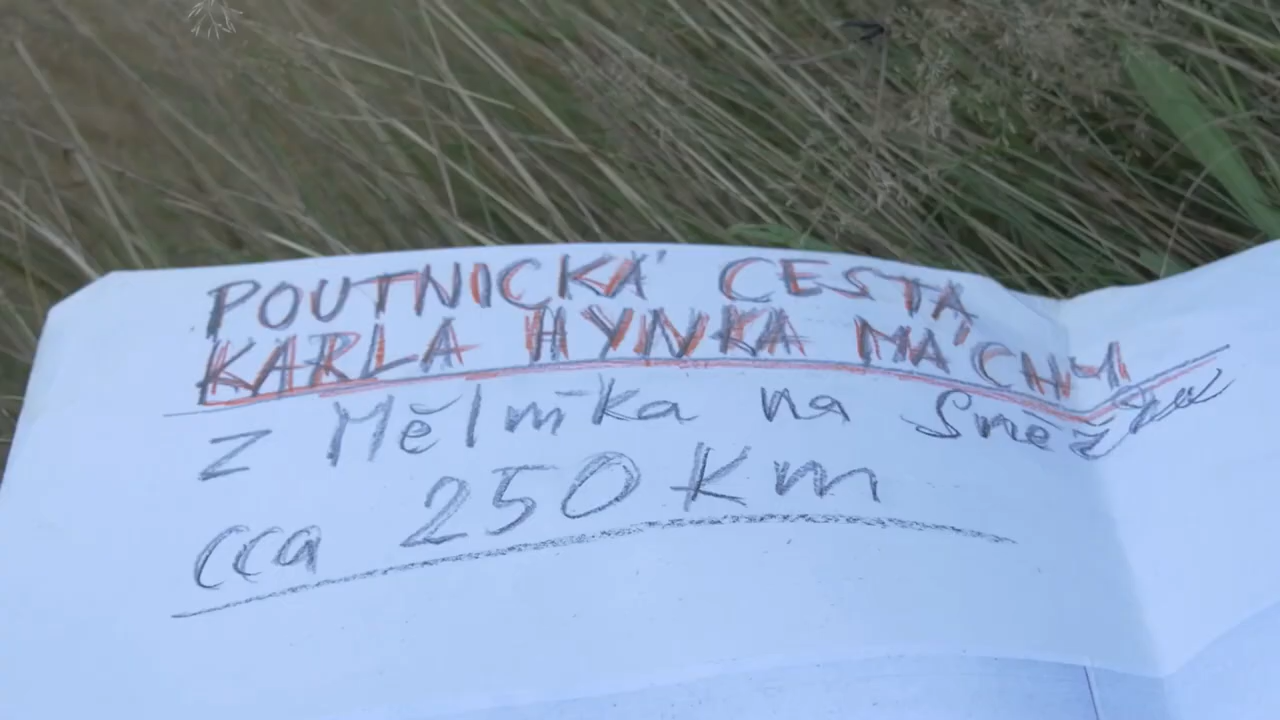 POUTNICKÁ CESTA
KARLA HYNKA MÁCHY
z Mělníka na Sněžku
cca 250 Km